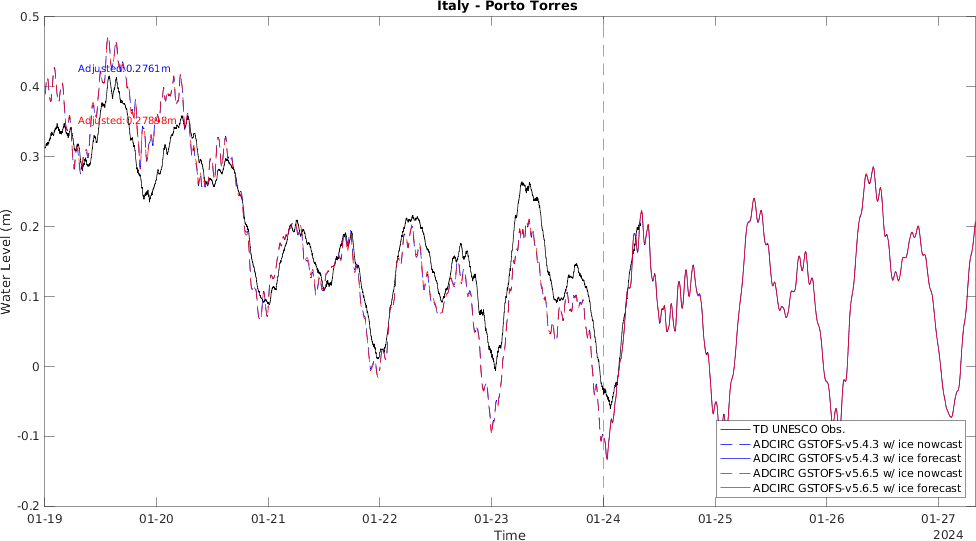 Italy - Porto Torres
0.5
0.4
0.3
0.2
0.1
0
-0.1
-0.2
Water Level (m)
Adjusted:0.2761m
Adjusted:0.27898m
TD UNESCO Obs.
ADCIRC GSTOFS-v5.4.3 w/ ice nowcast
ADCIRC GSTOFS-v5.4.3 w/ ice forecast
ADCIRC GSTOFS-v5.6.5 w/ ice nowcast
ADCIRC GSTOFS-v5.6.5 w/ ice forecast
01-19 01-20 01-21 01-22 01-23 01-24 01-25 01-26 01-27
Time
2024